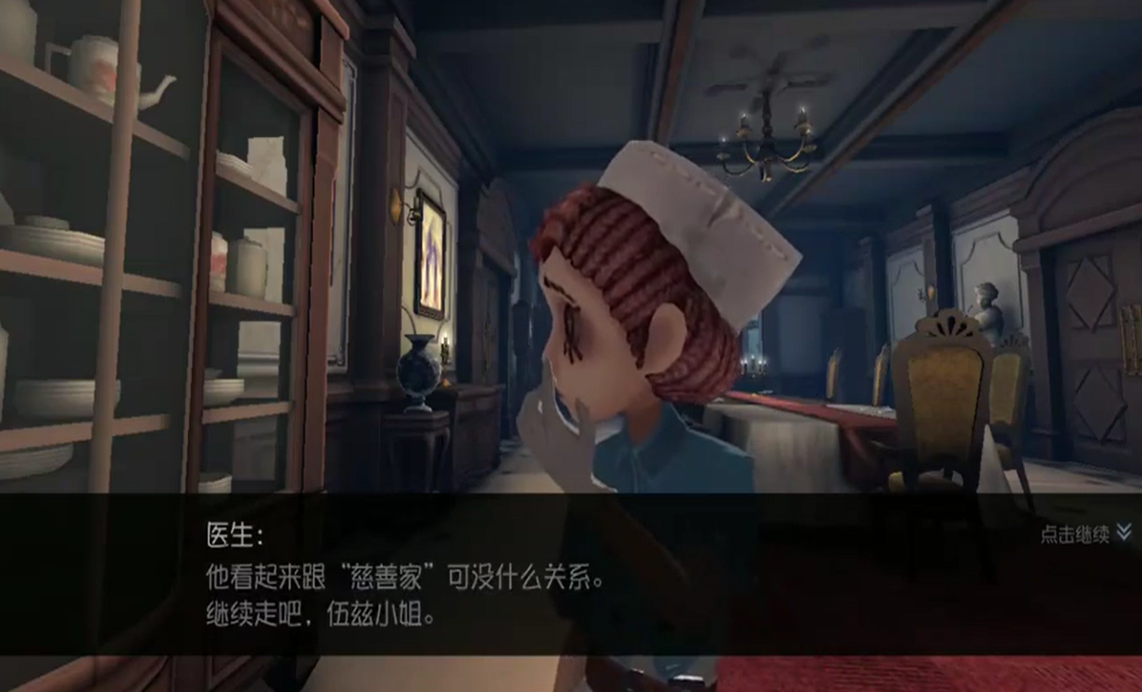 医生：
点击继续
他看起来跟“慈善家”可没什么关系。
继续走吧，伍兹小姐。